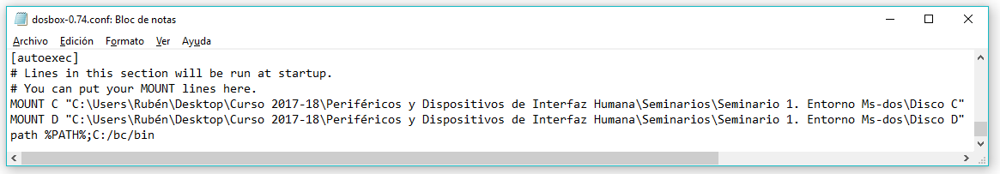 dosbox-0.74.conf: Bloc de notas
Archivo Edición Formato Ver Ayuda
[autoexec]
# Lines in this section will be run at startup.
# You can put your MOUNT lines here.
MOUNT C "C:\Users\Rubén\Desktop\Curso 2017-18\Periféricos y Dispositivos de Interfaz Humana\Seminarios\Seminario 1. Entorno Ms-dos\Disco C"
MOUNT D "C:\Users\Rubén\Desktop\Curso 2017-18\Periféricos y Dispositivos de Interfaz Humana\Seminarios\Seminario 1. Entorno Ms-dos\Disco D"
path %PATH%;C:/bc/bin